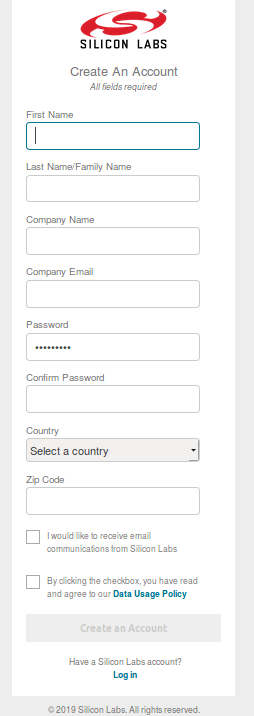 SILICON LABS
Create An Account
All fields required
First Name
Last Name/Family Name
Company Name
Company Email
Password
•••••••••
Confirm Password
Country
Select a country
Zip Code
I would like to receive email
communications from Silicon Labs
By clicking the checkbox, you have read
and agree to our Data Usage Policy
Create an Account
Have a Silicon Labs account?
Log in
© 2019 Silicon Labs. All rights reserved.